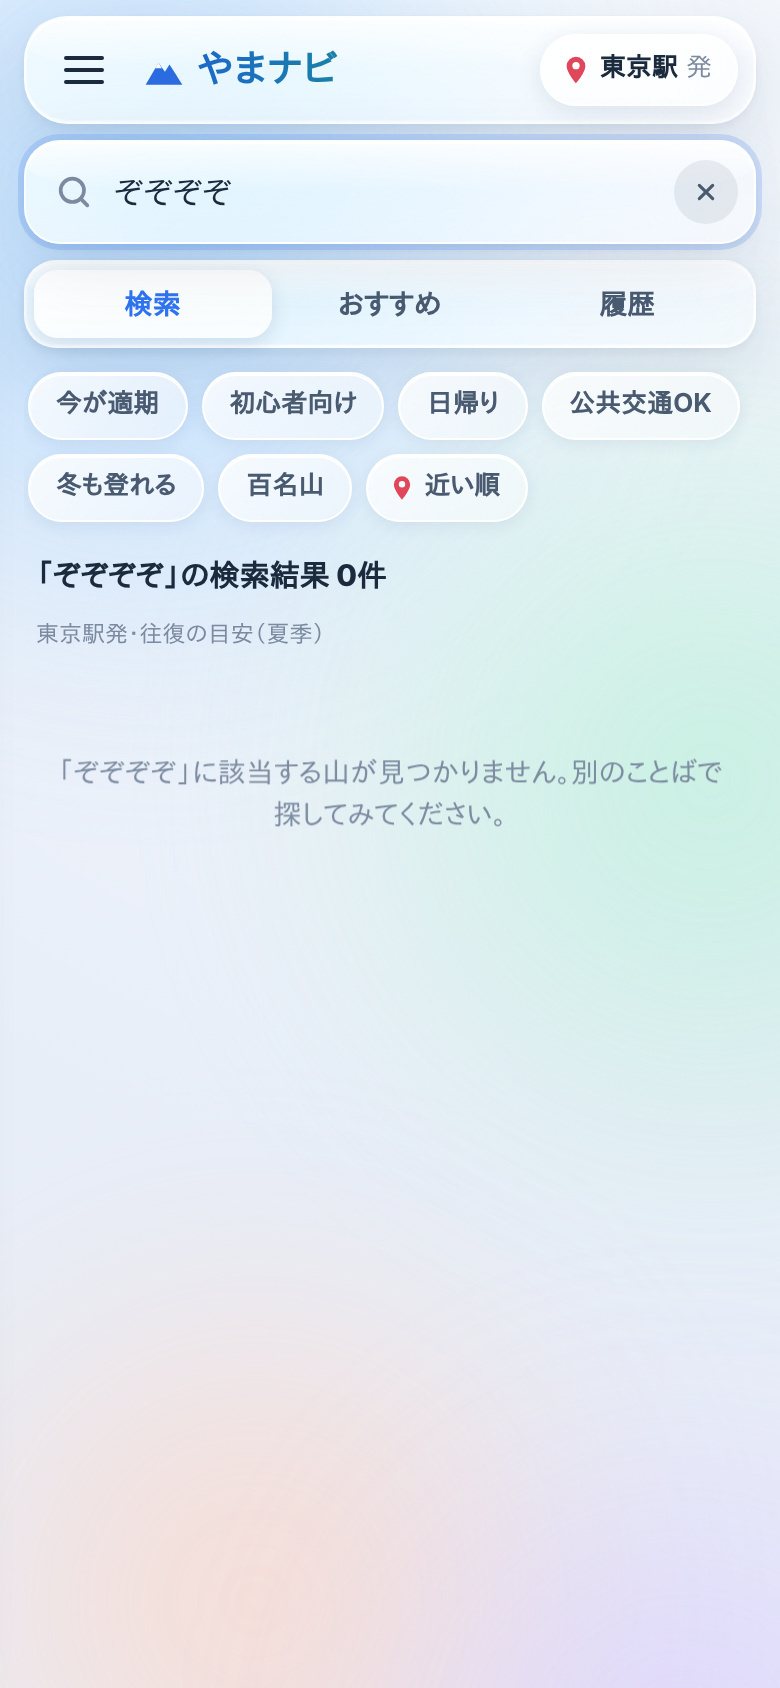 やまナビ
東京駅 発
ぞぞぞぞ
検索
おすすめ
履歴
今が適期
初心者向け
日帰り
公共交通OK
冬も登れる
百名山
近い順
「ぞぞぞぞ」の検索結果 0件
東京駅発・往復の目安（夏季）
「ぞぞぞぞ」に該当する山が見つかりません。別のことばで
探してみてください。